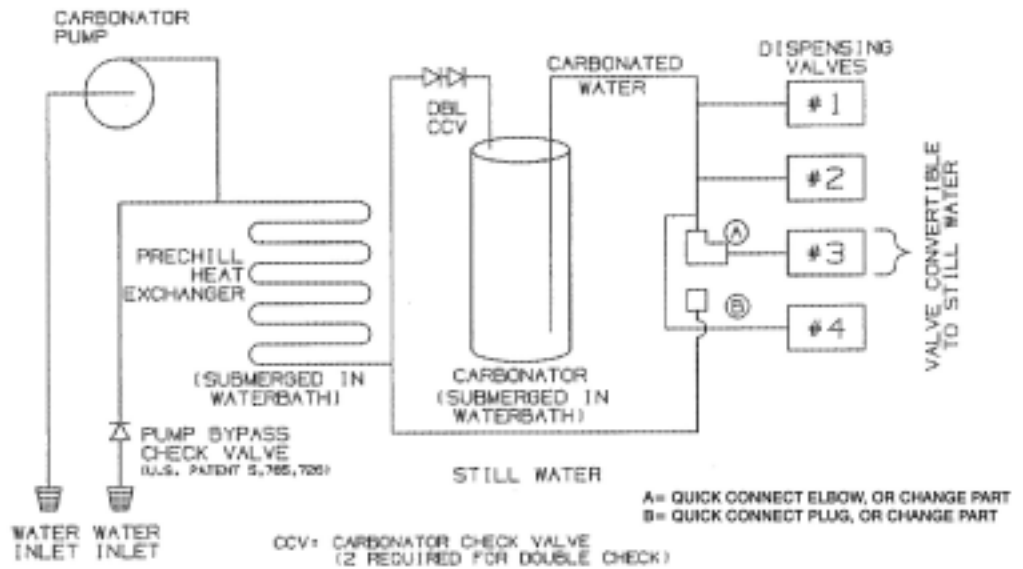 CARBONATOR
PUMP
DISPENSING
VALVES
CARBONATED
WATER
DBL
CCV
#1
#2
A
#3
B
#4
VALVE CONVERTIBLE
TO STILL WATER
PRECHILL
HEAT
EXCHANGER
(SUBMERGED IN
WATERBATH)
CARBONATOR
(SUBMERGED IN
WATERBATH)
PUMP BYPASS
CHECK VALVE
(U.S. PATENT 5,765,726)
STILL WATER
A= QUICK CONNECT ELBOW, OR CHANGE PART
B= QUICK CONNECT PLUG, OR CHANGE PART
WATER
INLET
WATER
INLET
CCV: CARBONATOR CHECK VALVE
(2 REQUIRED FOR DOUBLE CHECK)